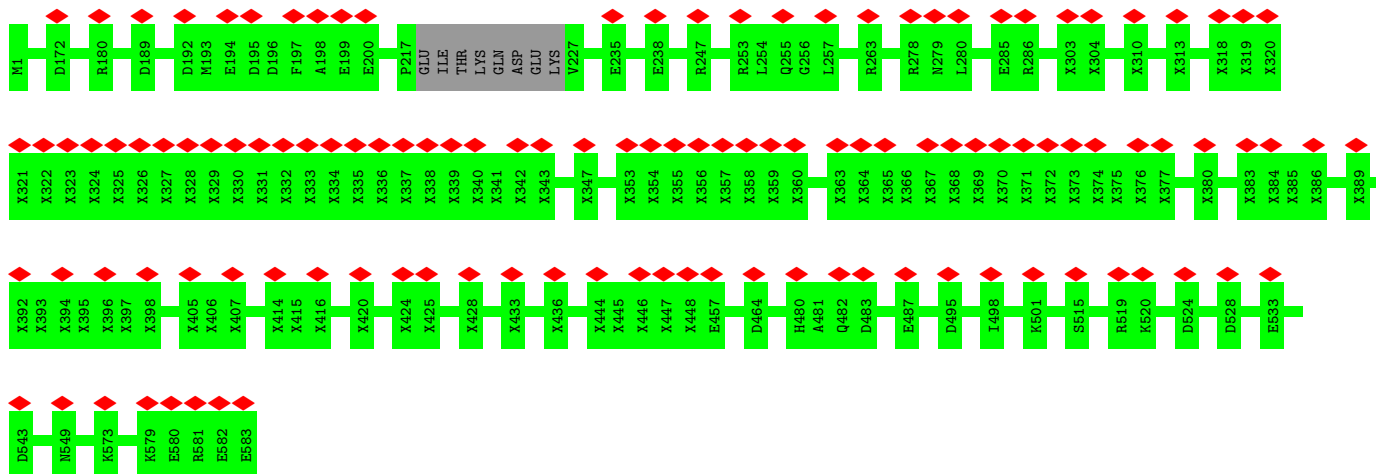 M1 D172 R180 D189 D192 M193 E194 D195 D196 F197 A198 E199 E200 P217 GLU ILE THR LYS GLN ASP GLU LYS V227 E235 E238 R247 R253 L254 Q255 G256 L257 R263 R278 N279 L280 E285 R286 X303 X304 X310 X313 X318 X319 X320
X321 X322 X323 X324 X325 X326 X327 X328 X329 X330 X331 X332 X333 X334 X335 X336 X337 X338 X339 X340 X341 X342 X343 X347 X353 X354 X355 X356 X357 X358 X359 X360 X363 X364 X365 X366 X367 X368 X369 X370 X371 X372 X373 X374 X375 X376 X377 X380 X383 X384 X385 X386 X389
X392 X393 X394 X395 X396 X397 X398 X405 X406 X407 X414 X415 X416 X420 X424 X425 X428 X433 X436 X444 X445 X446 X447 X448 E457 D464 H480 A481 Q482 D483 E487 D495 I498 K501 S515 R519 K520 D524 D528 E533
D543 N549 K573 K579 E580 R581 E582 E583